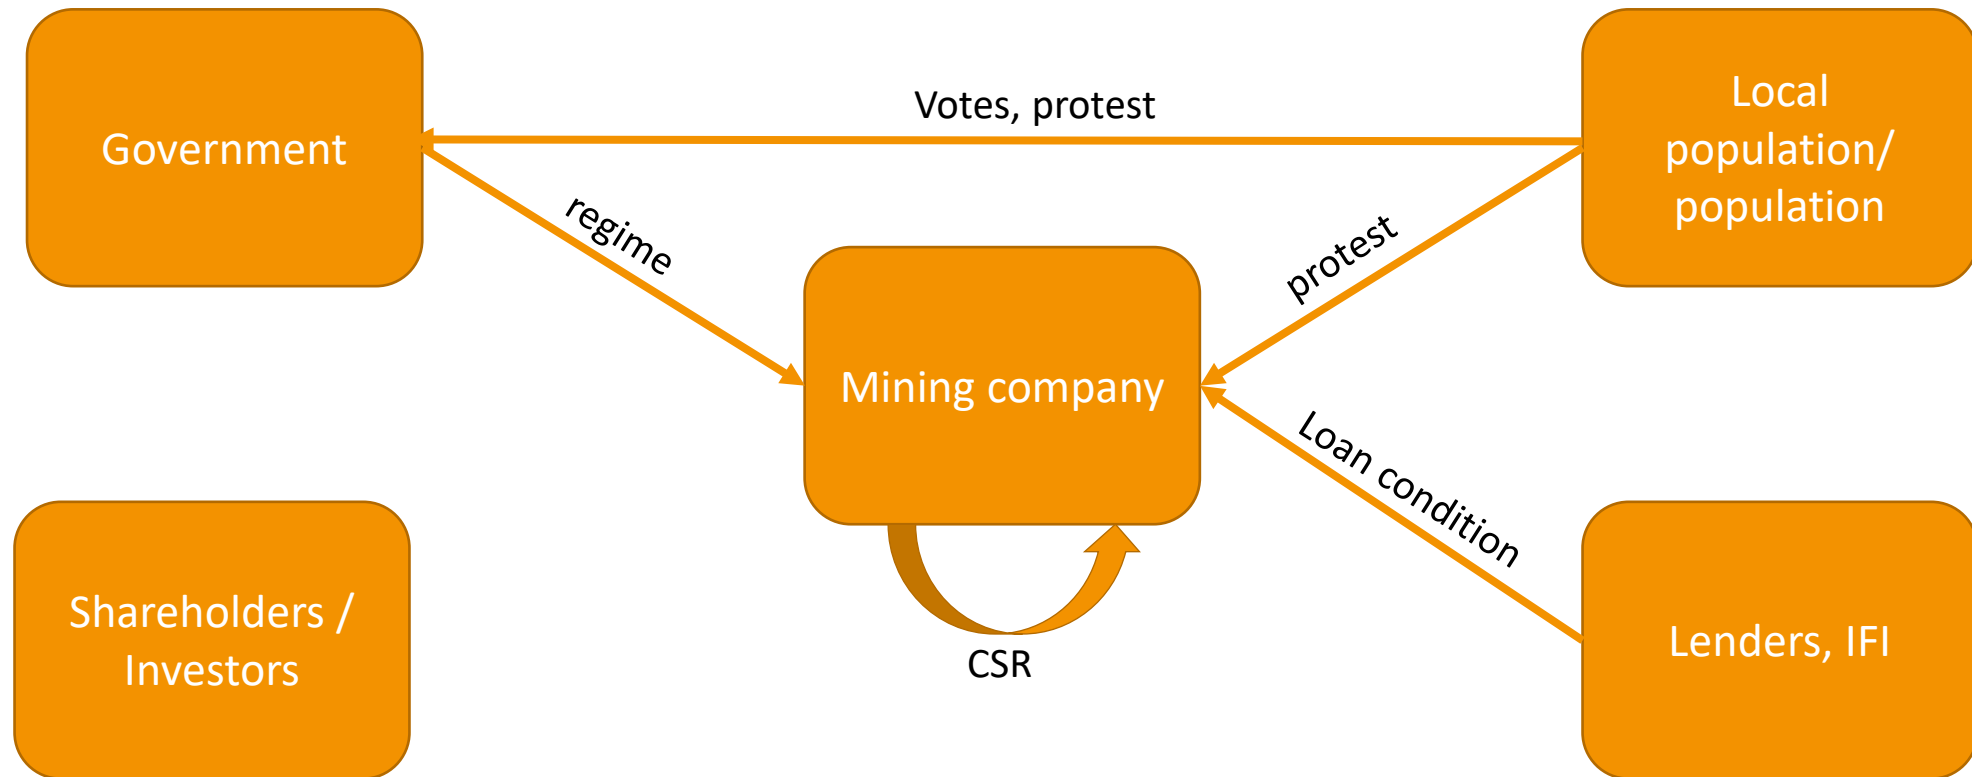 Government
Votes, protest
Local
population/
population
regime
protest
Mining company
Loan condition
Shareholders /
Investors
CSR
Lenders, IFI